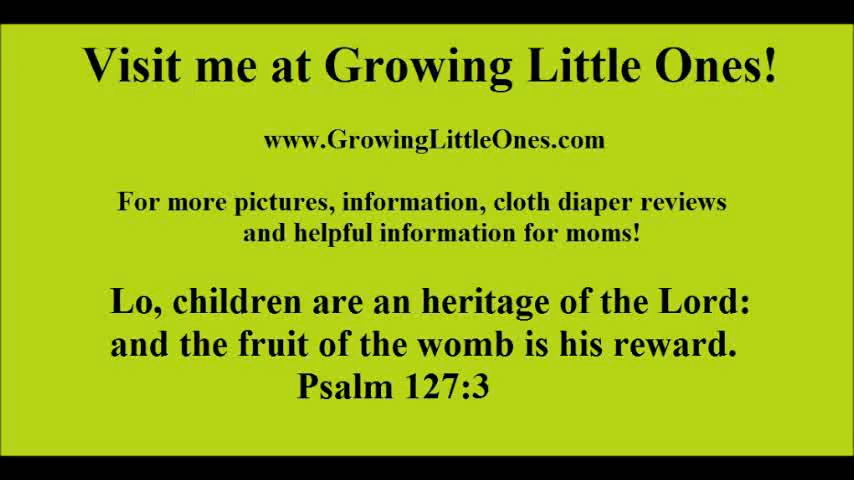 Visit me at Growing Little Ones!
www.GrowingLittleOnes.com
For more pictures, information, cloth diaper reviews
and helpful information for moms!
Lo, children are an heritage of the Lord:
and the fruit of the womb is his reward.
Psalm 127:3